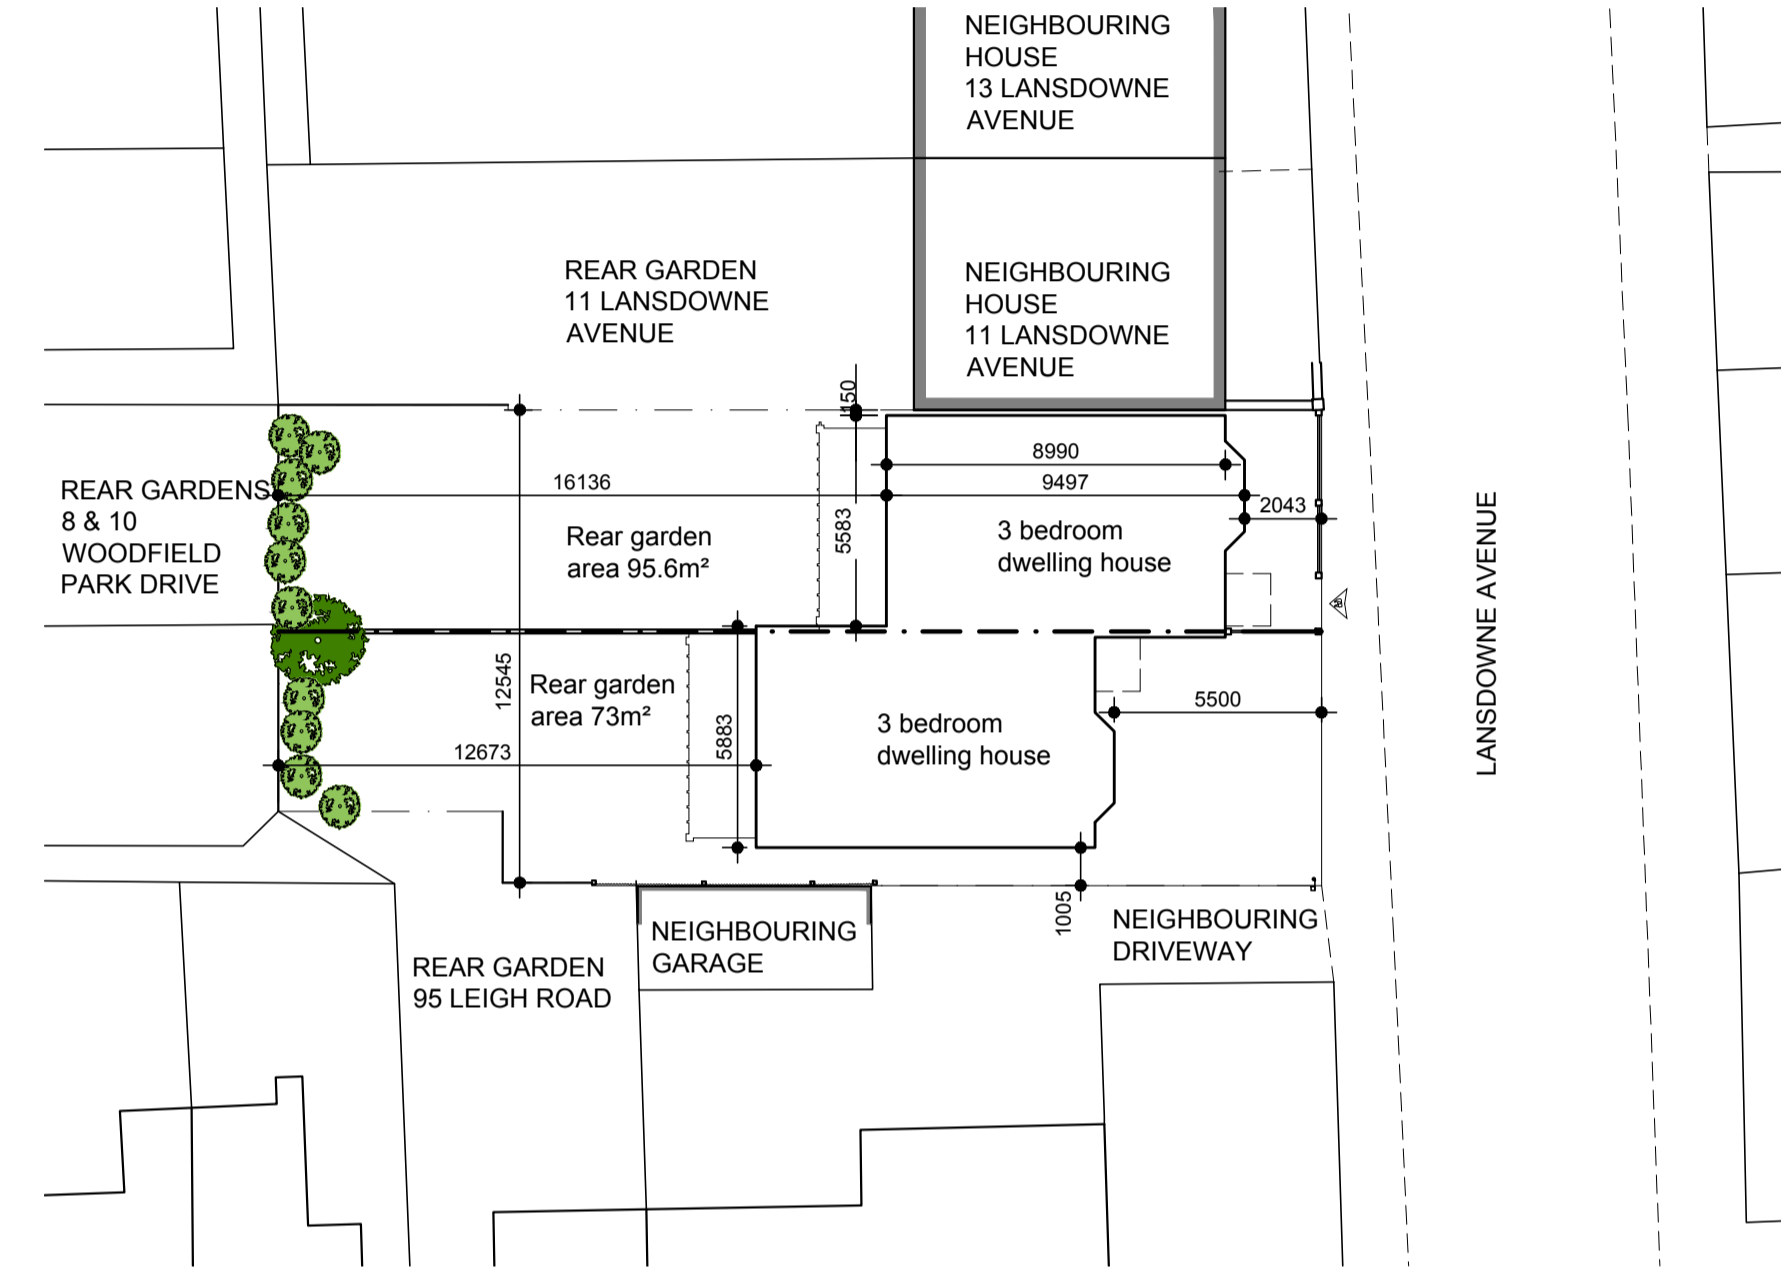 NEIGHBOURING
HOUSE
13 LANSDOWNE
AVENUE
REAR GARDEN
11 LANSDOWNE
AVENUE
NEIGHBOURING
HOUSE
11 LANSDOWNE
AVENUE
150
8990
16136
9497
2043
REAR GARDENS
8 & 10
WOODFIELD
PARK DRIVE
Rear garden
area 95.6m²
5583
3 bedroom
dwelling house
LANSDOWNE AVENUE
12545
Rear garden
area 73m²
5500
12673
5883
3 bedroom
dwelling house
1005
NEIGHBOURING
GARAGE
NEIGHBOURING
DRIVEWAY
REAR GARDEN
95 LEIGH ROAD